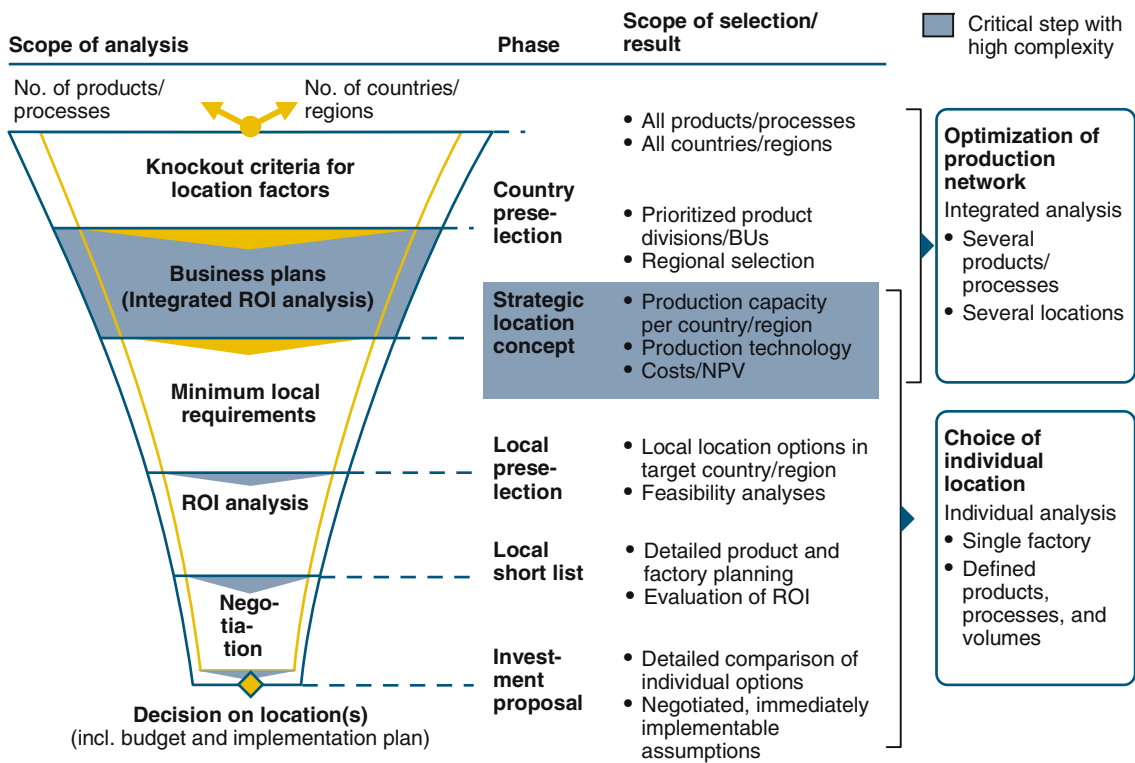 Scope of analysis
Phase
Scope of selection/
result
Critical step with
high complexity
No. of products/
processes
No. of countries/
regions
Knockout criteria for
location factors
Business plans
(Integrated ROI analysis)
Minimum local
requirements
ROI analysis
Nego-
tia-
tion
Decision on location(s)
(incl. budget and implementation plan)
Country
prese-
lection
Strategic
location
concept
Local
prese-
lection
Local
short list
Invest-
ment
proposal
• All products/processes
• All countries/regions
• Prioritized product
divisions/BUs
• Regional selection
• Production capacity
per country/region
• Production technology
• Costs/NPV
• Local location options in
target country/region
• Feasibility analyses
• Detailed product and
factory planning
• Evaluation of ROI
• Detailed comparison of
individual options
• Negotiated, immediately
implementable
assumptions
Optimization of
production
network
Integrated analysis
• Several
products/
processes
• Several locations
Choice of
individual
location
Individual analysis
• Single factory
• Defined
products,
processes, and
volumes